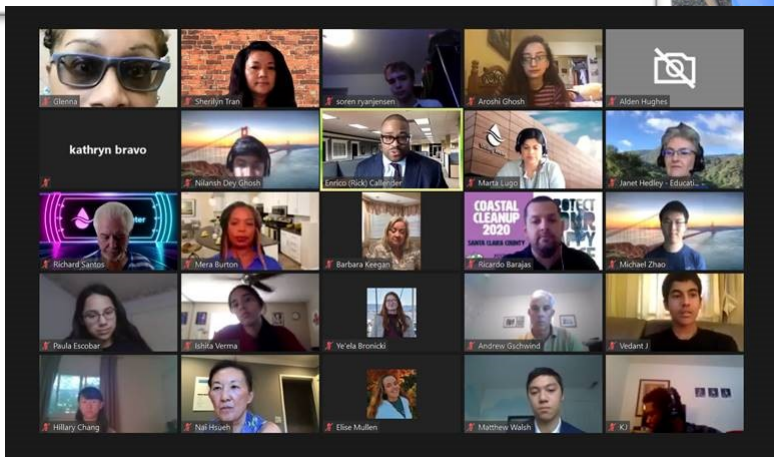 Glenna
Sherilyn Tran
soren ryanjensen
Aroshi Ghosh
Alden Hughes
kathryn bravo
Nilansh Dey Ghosh
Enrico (Rick) Callender
Marta Lugo
Janet Hedley - Educati...
Richard Santos
ter
Mera Burton
Barbara Keegan
COASTAL
CLEANUP
2020
SANTA CLARA COUNTY
Ricardo Barajas
Michael Zhao
Paula Escobar
Ishita Verma
Ye'ela Bronicki
Andrew Gschwind
Vedant J
Hillary Chang
Nai Hsueh
Elise Mullen
Matthew Walsh
KJ